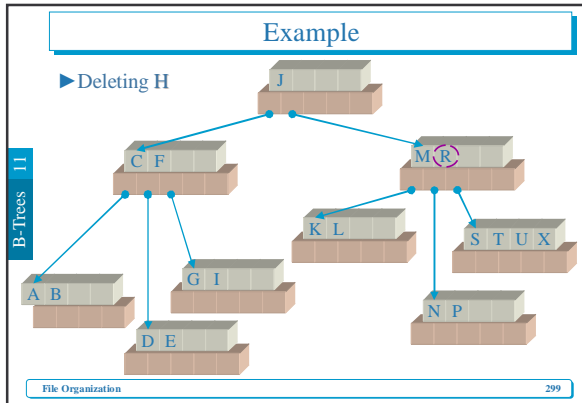 Example
►Deleting H
J
C F
M R
B-Trees 11
K L
S T U X
A B
G I
N P
D E
File Organization 299